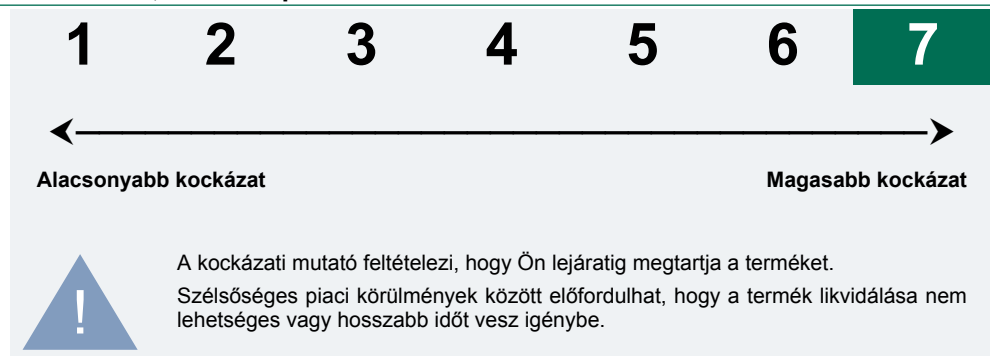 1 2 3 4 5 6 7
Alacsonyabb kockázat Magasabb kockázat
A kockázati mutató feltételezi, hogy Ön lejáratig megtartja a terméket.
Szélsőséges piaci körülmények között előfordulhat, hogy a termék likvidálása nem
lehetséges vagy hosszabb időt vesz igénybe.
!